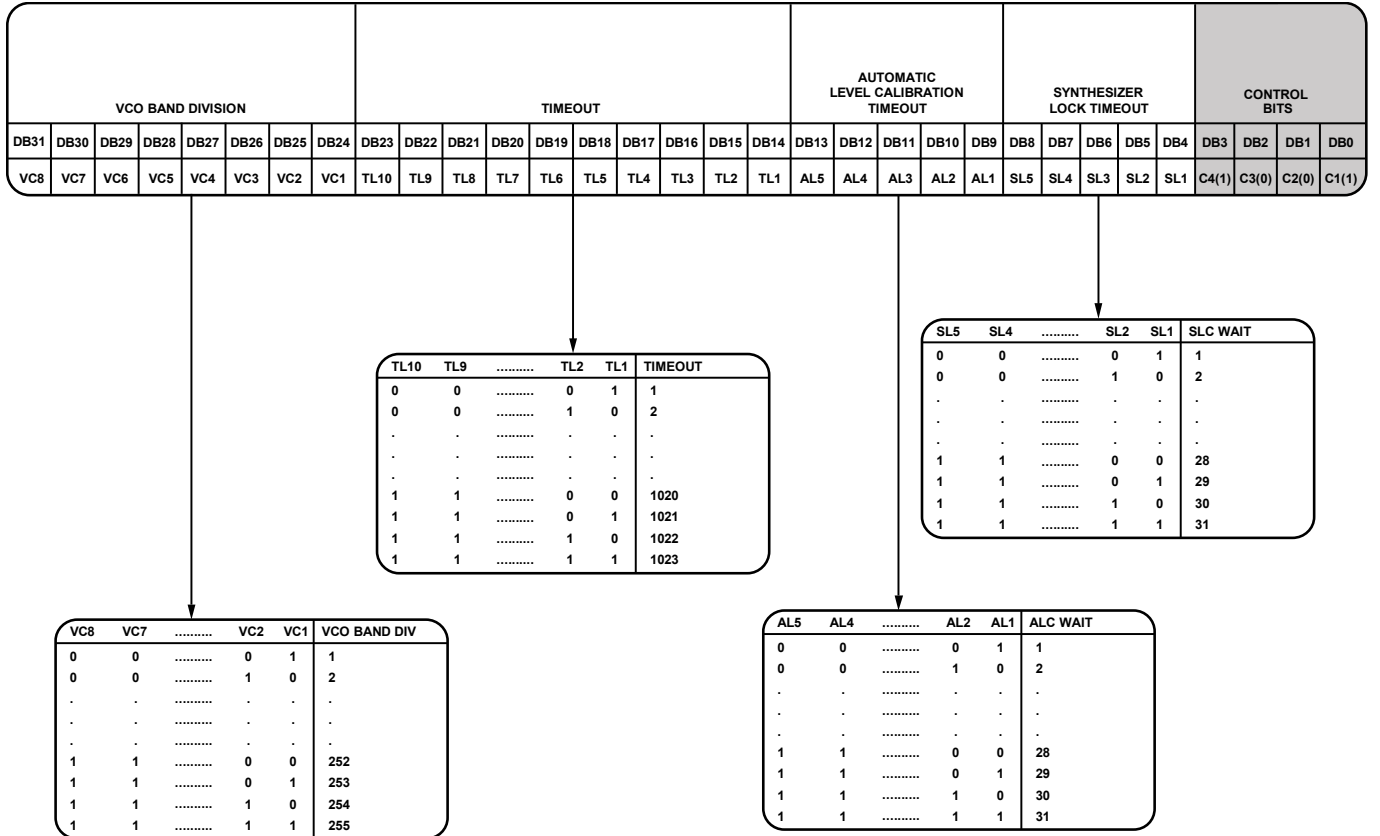 VCO BAND DIVISION
TIMEOUT
AUTOMATIC
LEVEL CALIBRATION
TIMEOUT
SYNTHESIZER
LOCK TIMEOUT
CONTROL
BITS
DB31 DB30 DB29 DB28 DB27 DB26 DB25 DB24 DB23 DB22 DB21 DB20 DB19 DB18 DB17 DB16 DB15 DB14 DB13 DB12 DB11 DB10 DB9 DB8 DB7 DB6 DB5 DB4 DB3 DB2 DB1 DB0
VC8 VC7 VC6 VC5 VC4 VC3 VC2 VC1 TL10 TL9 TL8 TL7 TL6 TL5 TL4 TL3 TL2 TL1 AL5 AL4 AL3 AL2 AL1 SL5 SL4 SL3 SL2 SL1 C4(1) C3(0) C2(0) C1(1)
SL5 SL4 .......... SL2 SL1 SLC WAIT
0 0 .......... 0 1 1
0 0 .......... 1 0 2
. . .......... . . .
. . .......... . . .
. . .......... . . .
1 1 .......... 0 0 28
1 1 .......... 0 1 29
1 1 .......... 1 0 30
1 1 .......... 1 1 31
TL10 TL9 .......... TL2 TL1 TIMEOUT
0 0 .......... 0 1 1
0 0 .......... 1 0 2
. . .......... . . .
. . .......... . . .
. . .......... . . .
1 1 .......... 0 0 1020
1 1 .......... 0 1 1021
1 1 .......... 1 0 1022
1 1 .......... 1 1 1023
VC8 VC7 .......... VC2 VC1 VCO BAND DIV
0 0 .......... 0 1 1
0 0 .......... 1 0 2
. . .......... . . .
. . .......... . . .
. . .......... . . .
1 1 .......... 0 0 252
1 1 .......... 0 1 253
1 1 .......... 1 0 254
1 1 .......... 1 1 255
AL5 AL4 .......... AL2 AL1 ALC WAIT
0 0 .......... 0 1 1
0 0 .......... 1 0 2
. . .......... . . .
. . .......... . . .
. . .......... . . .
1 1 .......... 0 0 28
1 1 .......... 0 1 29
1 1 .......... 1 0 30
1 1 .......... 1 1 31